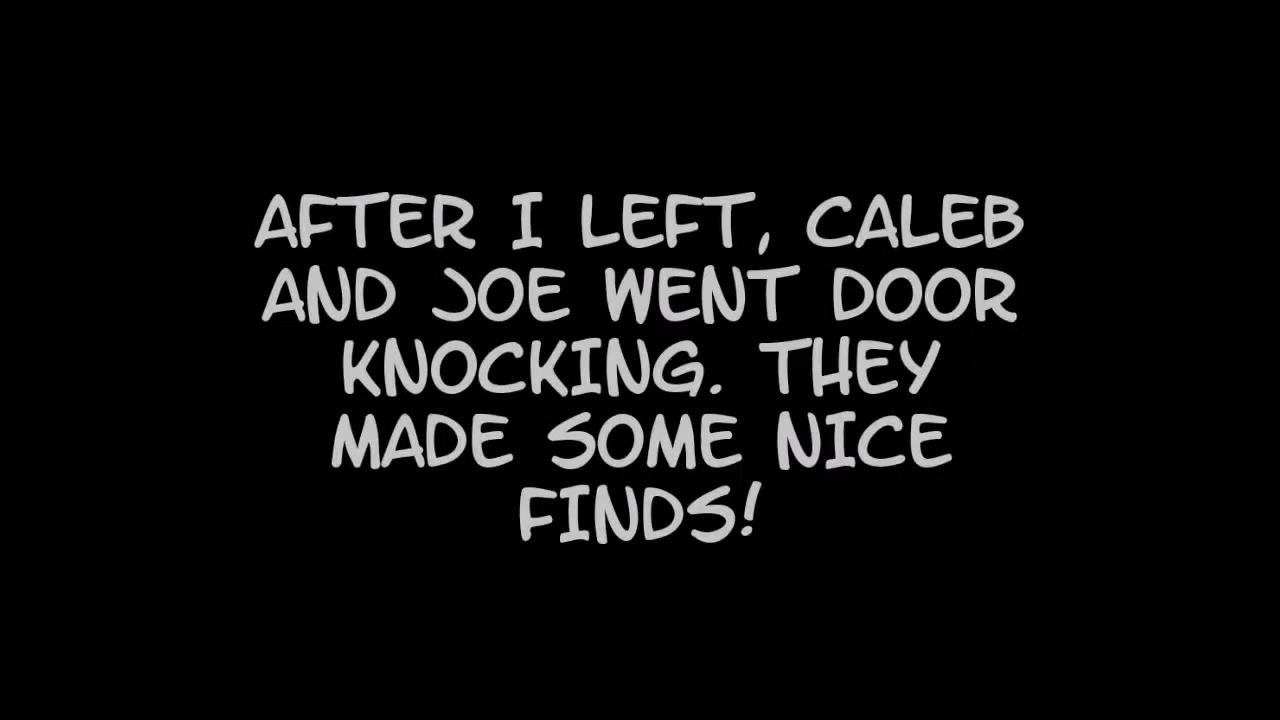 AFTER I LEFT, CALEB
AND JOE WENT DOOR
KNOCKING. THEY
MADE SOME NICE
FINDS!